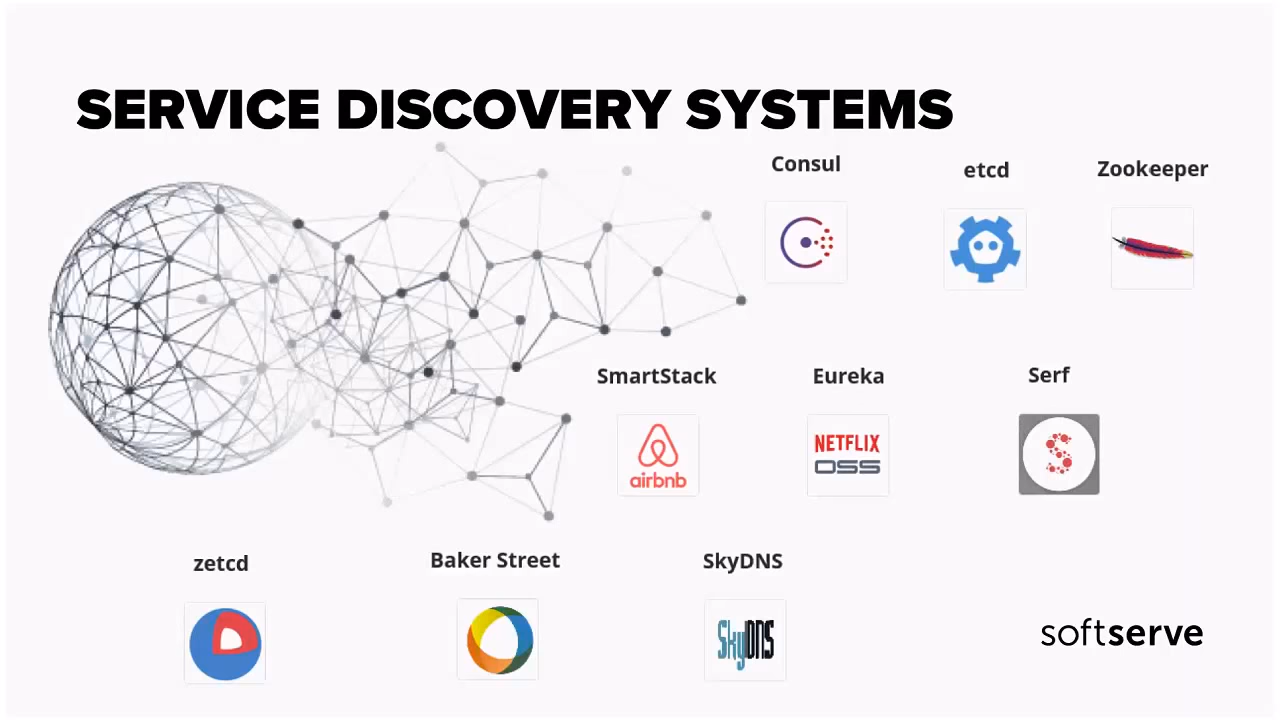 SERVICE DISCOVERY SYSTEMS
Consul
etcd
Zookeeper
SmartStack
Eureka
Serf
airbnb
NETFLIX
OSS
S
zetcd
Baker Street
SkyDNS
SkyDNS
softserve